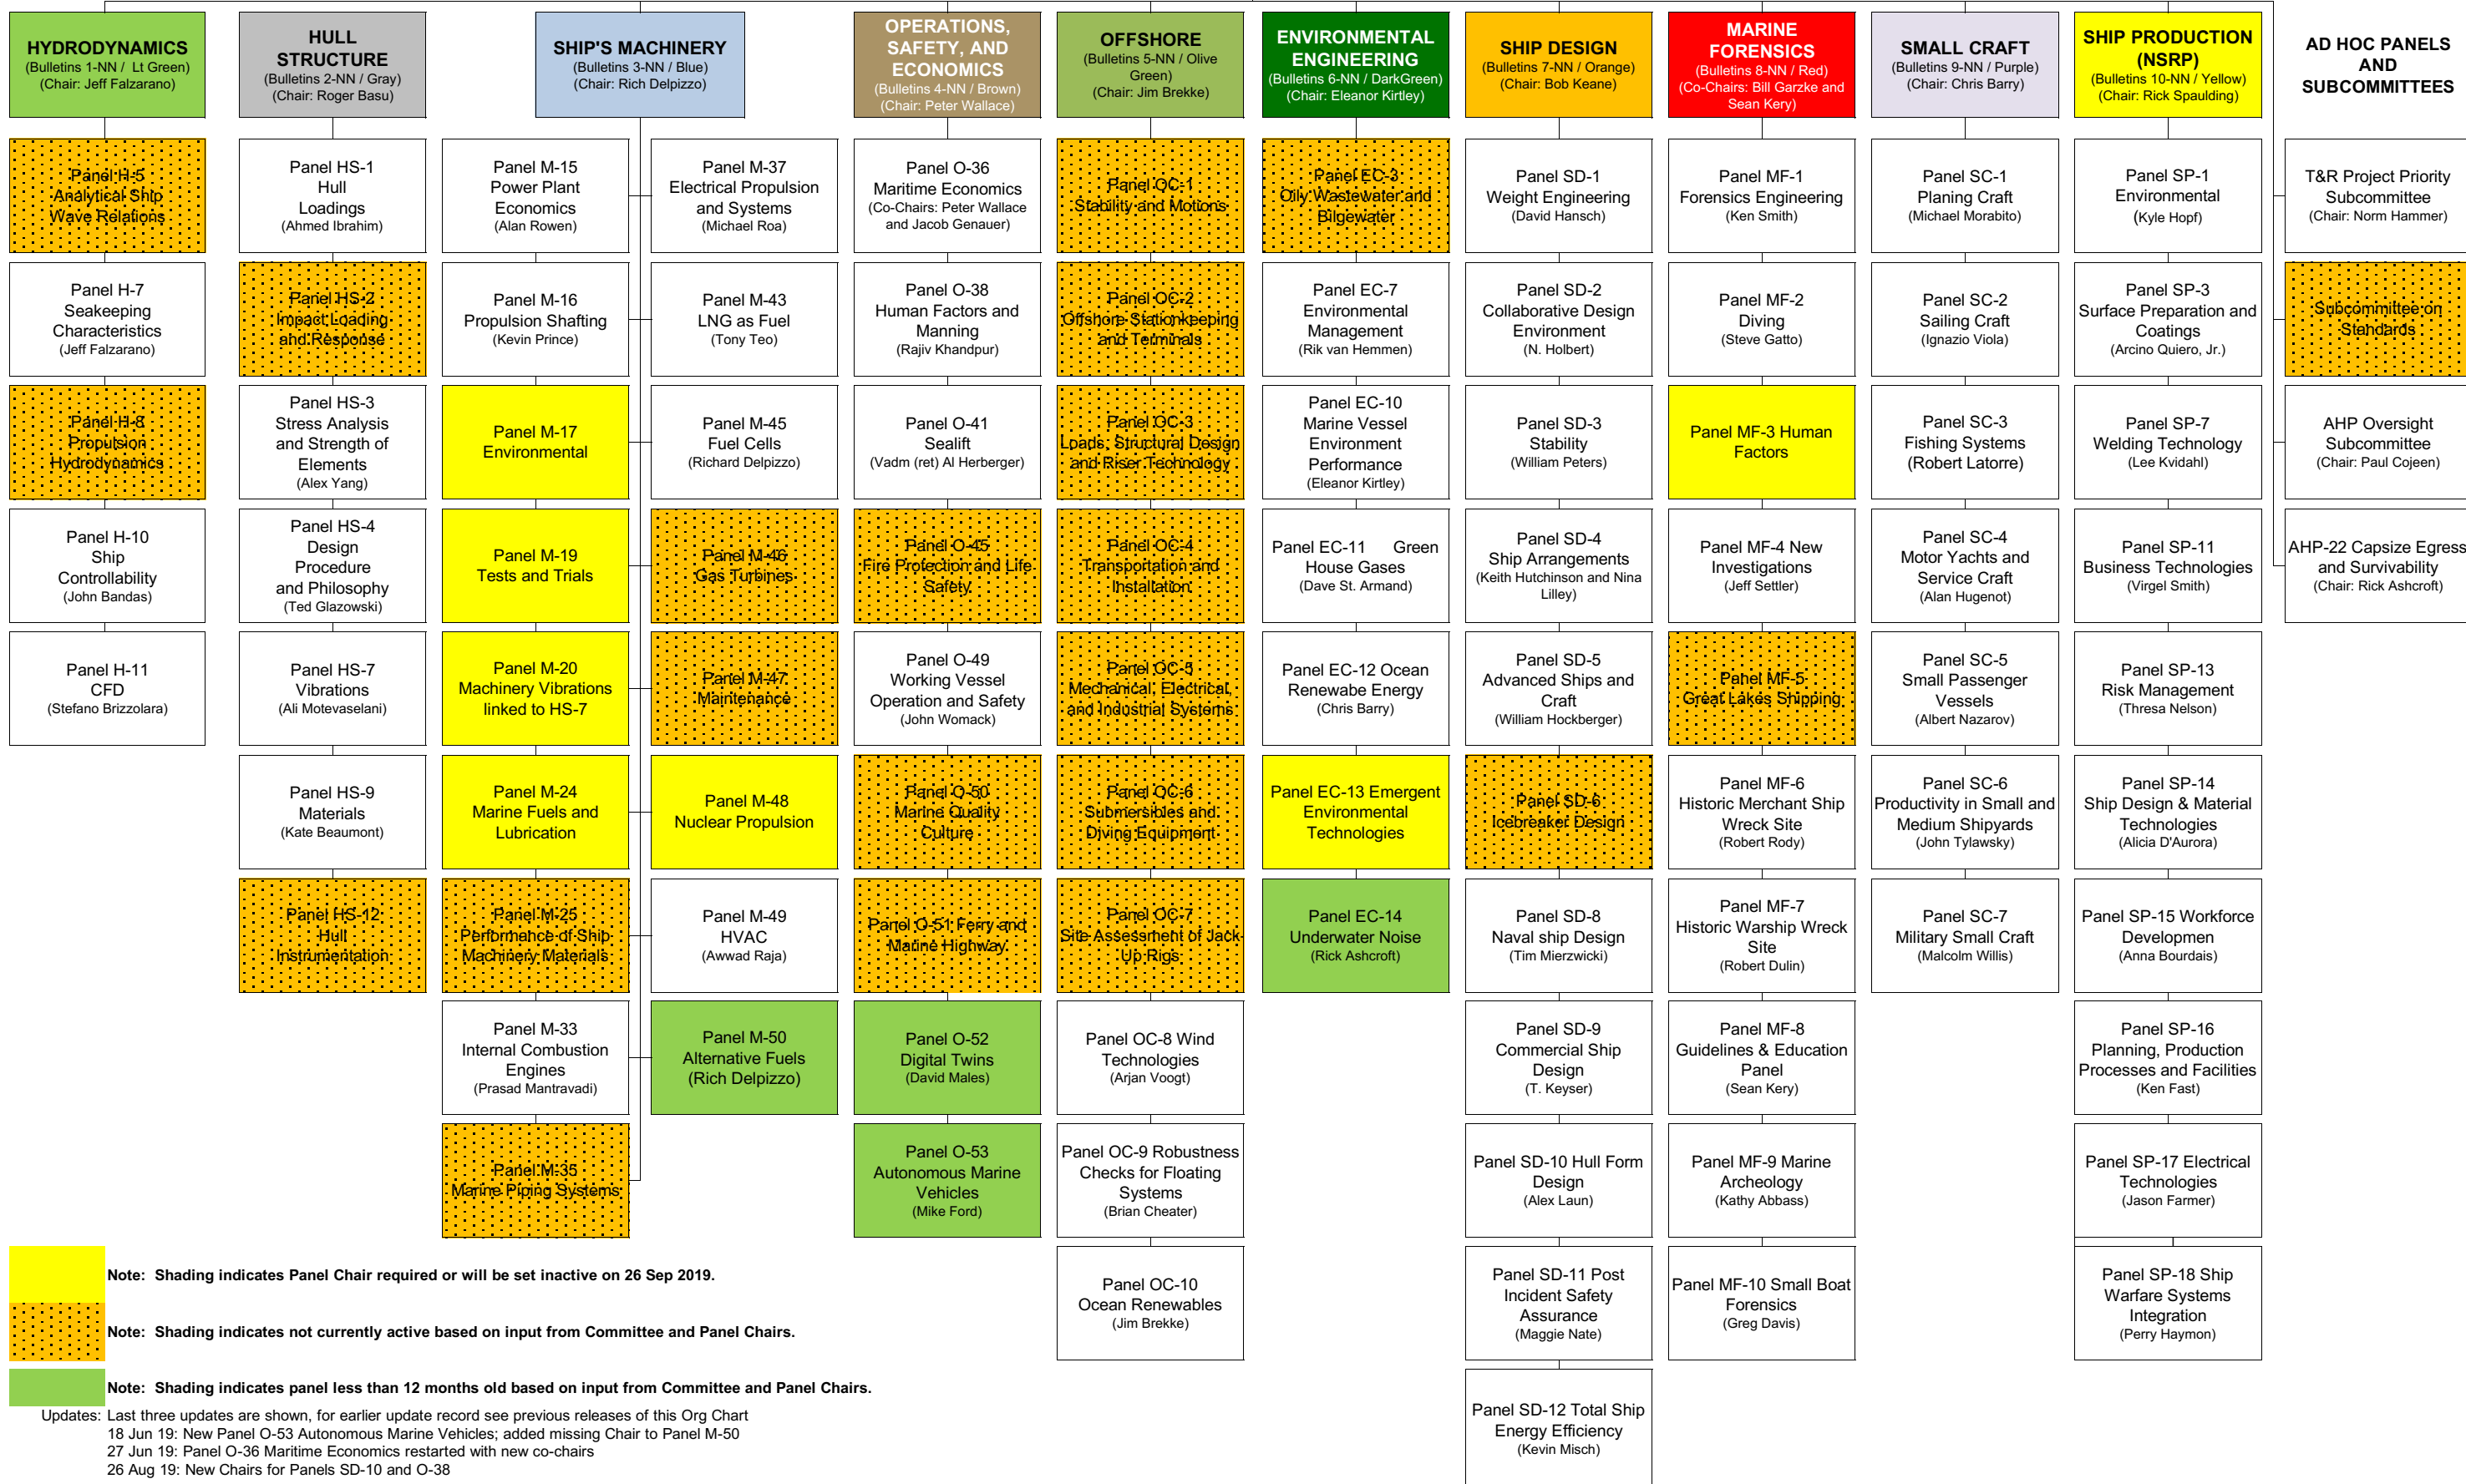 HYDRODYNAMICS
(Bulletins 1-NN / Lt Green)
(Chair: Jeff Falzarano)
Panel H-5
Analytical Ship
Wave Relations
Panel H-7
Seakeeping
Characteristics
(Jeff Falzarano)
Panel H-8
Propulsion
Hydrodynamics
Panel H-10
Ship
Controllability
(John Bandas)
Panel H-11
CFD
(Stefano Brizzolara)
HULL
STRUCTURE
(Bulletins 2-NN / Gray)
(Chair: Roger Basu)
Panel HS-1
Hull
Loadings
(Ahmed Ibrahim)
Panel HS-2
Impact Loading
and Response
Panel HS-3
Stress Analysis
and Strength of
Elements
(Alex Yang)
Panel HS-4
Design
Procedure
and Philosophy
(Ted Glazowski)
Panel HS-7
Vibrations
(Ali Motevaselani)
Panel HS-9
Materials
(Kate Beaumont)
Panel HS-12
Hull
Instrumentation
SHIP'S MACHINERY
(Bulletins 3-NN / Blue)
(Chair: Rich Delpizzo)
Panel M-15
Power Plant
Economics
(Alan Rowen)
Panel M-16
Propulsion Shafting
(Kevin Prince)
Panel M-17
Environmental
Panel M-19
Tests and Trials
Panel M-20
Machinery Vibrations
linked to HS-7
Panel M-24
Marine Fuels and
Lubrication
Panel M-25
Performance of Ship
Machinery Materials
Panel M-33
Internal Combustion
Engines
(Prasad Mantravadi)
Panel M-35
Marine Piping Systems
Panel M-37
Electrical Propulsion
and Systems
(Michael Roa)
Panel M-43
LNG as Fuel
(Tony Teo)
Panel M-45
Fuel Cells
(Richard Delpizzo)
Panel M-46
Gas Turbines
Panel M-47
Maintenance
Panel M-48
Nuclear Propulsion
Panel M-49
HVAC
(Awwad Raja)
Panel M-50
Alternative Fuels
(Rich Delpizzo)
OPERATIONS,
SAFETY, AND
ECONOMICS
(Bulletins 4-NN / Brown)
(Chair: Peter Wallace)
Panel O-36
Maritime Economics
(Co-Chairs: Peter Wallace
and Jacob Genauer)
Panel O-38
Human Factors and
Manning
(Rajiv Khandpur)
Panel O-41
Sealift
(Vadm (ret) Al Herberger)
Panel O-45
Fire Protection and Life
Safety
Panel O-49
Working Vessel
Operation and Safety
(John Womack)
Panel O-50
Marine Quality
Culture
Panel O-51 Ferry and
Marine Highway
Panel O-52
Digital Twins
(David Males)
Panel O-53
Autonomous Marine
Vehicles
(Mike Ford)
OFFSHORE
(Bulletins 5-NN / Olive
Green)
(Chair: Jim Brekke)
Panel OC-1
Stability and Motions
Panel OC-2
Offshore Stationkeeping
and Terminals
Panel OC-3
Loads, Structural Design
and Riser Technology
Panel OC-4
Transportation and
Installation
Panel OC-5
Mechanical, Electrical,
and Industrial Systems
Panel OC-6
Submersibles and
Diving Equipment
Panel OC-7
Site Assessment of Jack-
Up Rigs
Panel OC-8 Wind
Technologies
(Arjan Voogt)
Panel OC-9 Robustness
Checks for Floating
Systems
(Brian Cheater)
Panel OC-10
Ocean Renewables
(Jim Brekke)
ENVIRONMENTAL
ENGINEERING
(Bulletins 6-NN / DarkGreen)
(Chair: Eleanor Kirtley)
Panel EC-3
Oily Wastewater and
Bilgewater
Panel EC-7
Environmental
Management
(Rik van Hemmen)
Panel EC-10
Marine Vessel
Environment
Performance
(Eleanor Kirtley)
Panel EC-11 Green
House Gases
(Dave St. Armand)
Panel EC-12 Ocean
Renewabe Energy
(Chris Barry)
Panel EC-13 Emergent
Environmental
Technologies
Panel EC-14
Underwater Noise
(Rick Ashcroft)
SHIP DESIGN
(Bulletins 7-NN / Orange)
(Chair: Bob Keane)
Panel SD-1
Weight Engineering
(David Hansch)
Panel SD-2
Collaborative Design
Environment
(N. Holbert)
Panel SD-3
Stability
(William Peters)
Panel SD-4
Ship Arrangements
(Keith Hutchinson and Nina
Lilley)
Panel SD-5
Advanced Ships and
Craft
(William Hockberger)
Panel SD-6
Icebreaker Design
Panel SD-8
Naval ship Design
(Tim Mierzwicki)
Panel SD-9
Commercial Ship
Design
(T. Keyser)
Panel SD-10 Hull Form
Design
(Alex Laun)
Panel SD-11 Post
Incident Safety
Assurance
(Maggie Nate)
Panel SD-12 Total Ship
Energy Efficiency
(Kevin Misch)
MARINE
FORENSICS
(Bulletins 8-NN / Red)
(Co-Chairs: Bill Garzke and
Sean Kery)
Panel MF-1
Forensics Engineering
(Ken Smith)
Panel MF-2
Diving
(Steve Gatto)
Panel MF-3 Human
Factors
Panel MF-4 New
Investigations
(Jeff Settler)
Panel MF-5
Great Lakes Shipping
Panel MF-6
Historic Merchant Ship
Wreck Site
(Robert Rody)
Panel MF-7
Historic Warship Wreck
Site
(Robert Dulin)
Panel MF-8
Guidelines & Education
Panel
(Sean Kery)
Panel MF-9 Marine
Archeology
(Kathy Abbass)
Panel MF-10 Small Boat
Forensics
(Greg Davis)
SMALL CRAFT
(Bulletins 9-NN / Purple)
(Chair: Chris Barry)
Panel SC-1
Planing Craft
(Michael Morabito)
Panel SC-2
Sailing Craft
(Ignazio Viola)
Panel SC-3
Fishing Systems
(Robert Latorre)
Panel SC-4
Motor Yachts and
Service Craft
(Alan Hugenot)
Panel SC-5
Small Passenger
Vessels
(Albert Nazarov)
Panel SC-6
Productivity in Small and
Medium Shipyards
(John Tylawsky)
Panel SC-7
Military Small Craft
(Malcolm Willis)
SHIP PRODUCTION
(NSRP)
(Bulletins 10-NN / Yellow)
(Chair: Rick Spaulding)
Panel SP-1
Environmental
(Kyle Hopf)
Panel SP-3
Surface Preparation and
Coatings
(Arcino Quiero, Jr.)
Panel SP-7
Welding Technology
(Lee Kvidahl)
Panel SP-11
Business Technologies
(Virgel Smith)
Panel SP-13
Risk Management
(Thresa Nelson)
Panel SP-14
Ship Design & Material
Technologies
(Alicia D'Aurora)
Panel SP-15 Workforce
Developmen
(Anna Bourdais)
Panel SP-16
Planning, Production
Processes and Facilities
(Ken Fast)
Panel SP-17 Electrical
Technologies
(Jason Farmer)
Panel SP-18 Ship
Warfare Systems
Integration
(Perry Haymon)
AD HOC PANELS
AND
SUBCOMMITTEES
T&R Project Priority
Subcommittee
(Chair: Norm Hammer)
Subcommittee on
Standards
AHP Oversight
Subcommittee
(Chair: Paul Cojeen)
AHP-22 Capsize Egress
and Survivability
(Chair: Rick Ashcroft)
Note: Shading indicates Panel Chair required or will be set inactive on 26 Sep 2019.
Note: Shading indicates not currently active based on input from Committee and Panel Chairs.
Note: Shading indicates panel less than 12 months old based on input from Committee and Panel Chairs.
Updates: Last three updates are shown, for earlier update record see previous releases of this Org Chart
18 Jun 19: New Panel O-53 Autonomous Marine Vehicles; added missing Chair to Panel M-50
27 Jun 19: Panel O-36 Maritime Economics restarted with new co-chairs
26 Aug 19: New Chairs for Panels SD-10 and O-38